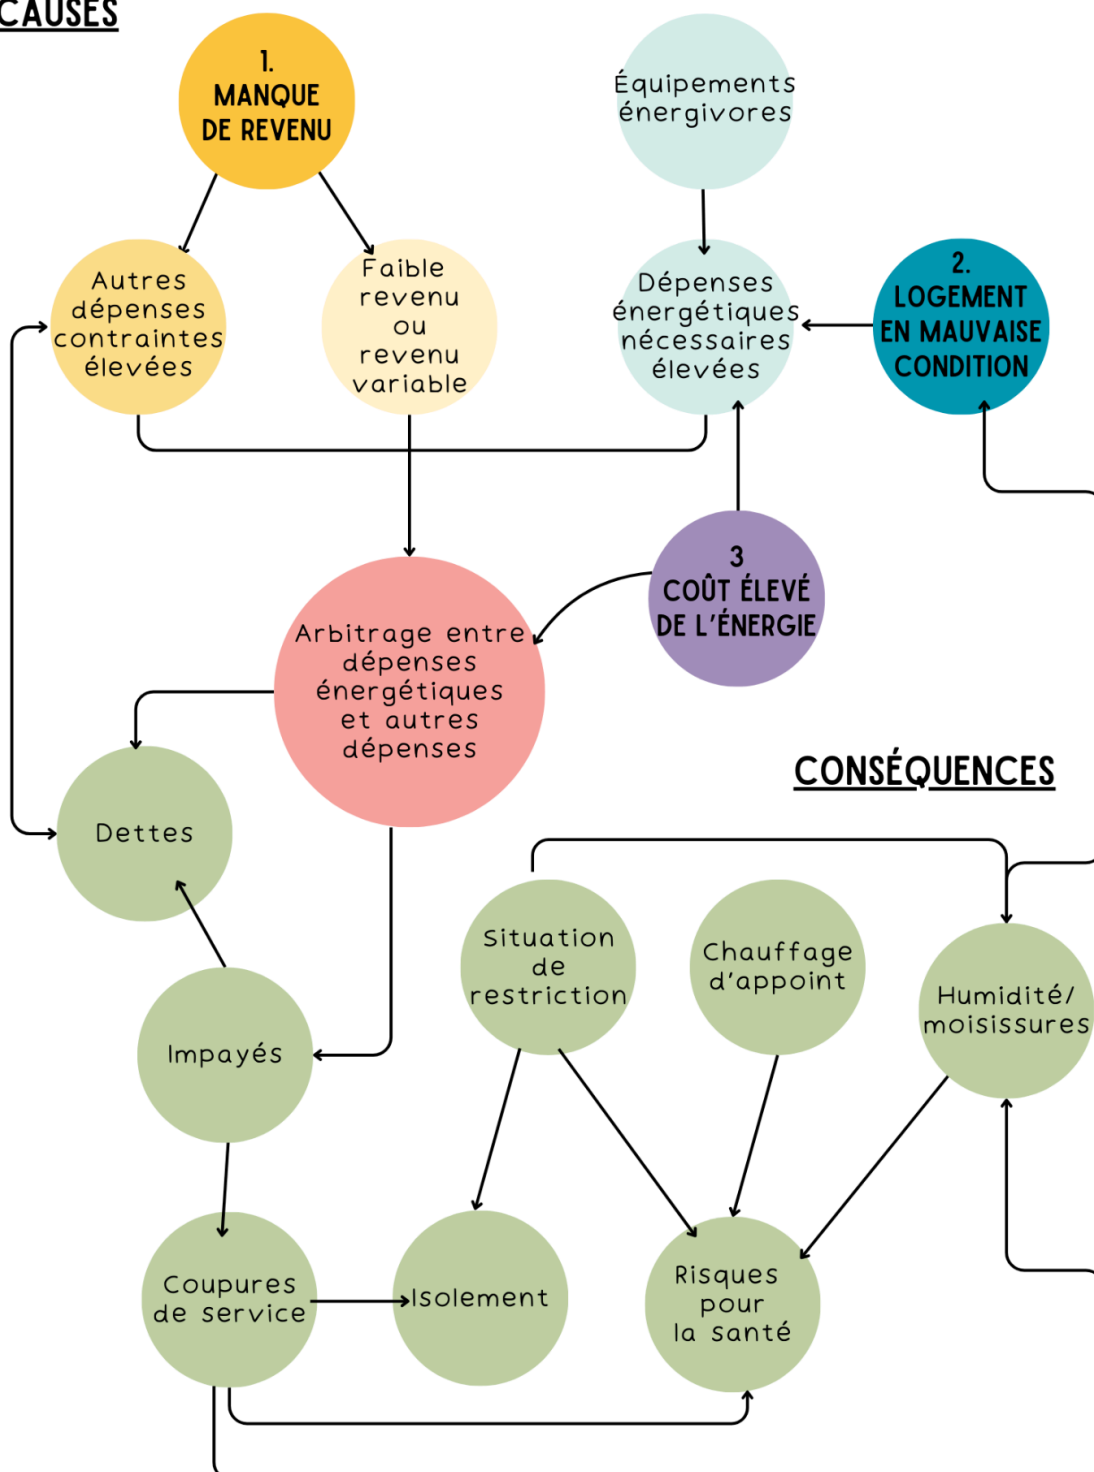 CAUSES
1.
MANQUE
DE REVENU
Équipements
énergivores
Autres
dépenses
contraintes
élevées
Faible
revenu
ou
revenu
variable
Dépenses
énergétiques
nécessaires
élevées
2.
LOGEMENT
EN MAUVAISE
CONDITION
3
COÛT ÉLEVÉ
DE L'ÉNERGIE
Arbitrage entre
dépenses
énergétiques
et autres
dépenses
CONSÉQUENCES
Dettes
Situation
de
restriction
Chauffage
d'appoint
Humidité/
moisissures
Impayés
Coupures
de service
Isolement
Risques
pour
la santé